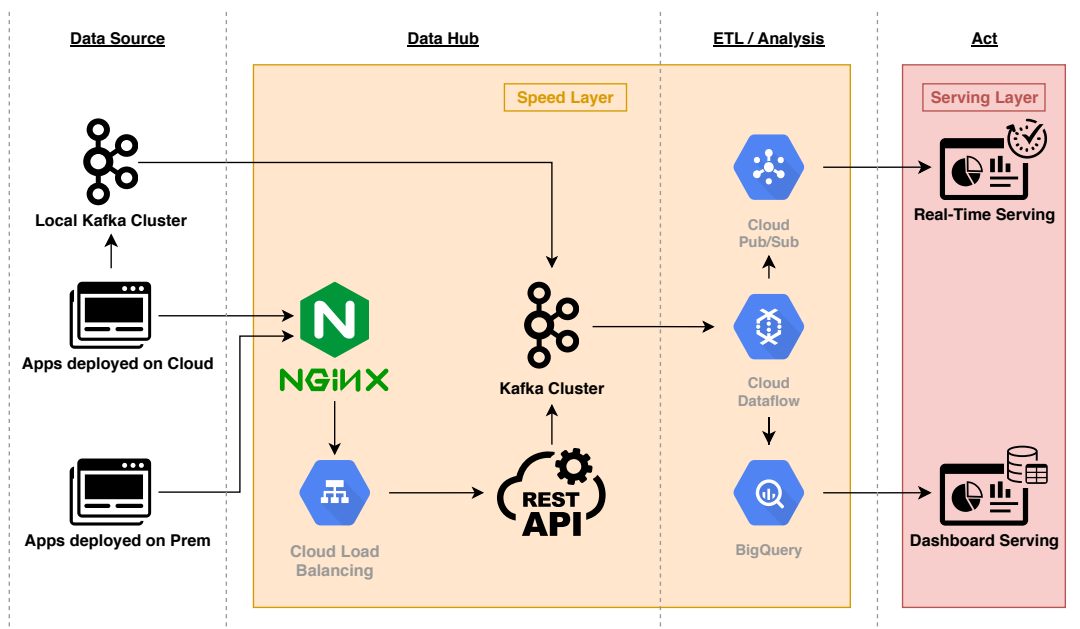 Data Source
Data Hub
ETL / Analysis
Act
Speed Layer
Serving Layer
Local Kafka Cluster
Cloud
Pub/Sub
Real-Time Serving
Apps deployed on Cloud
N
NGiNX
Kafka Cluster
Cloud
Dataflow
Apps deployed on Prem
Cloud Load
Balancing
REST
API
BigQuery
Dashboard Serving